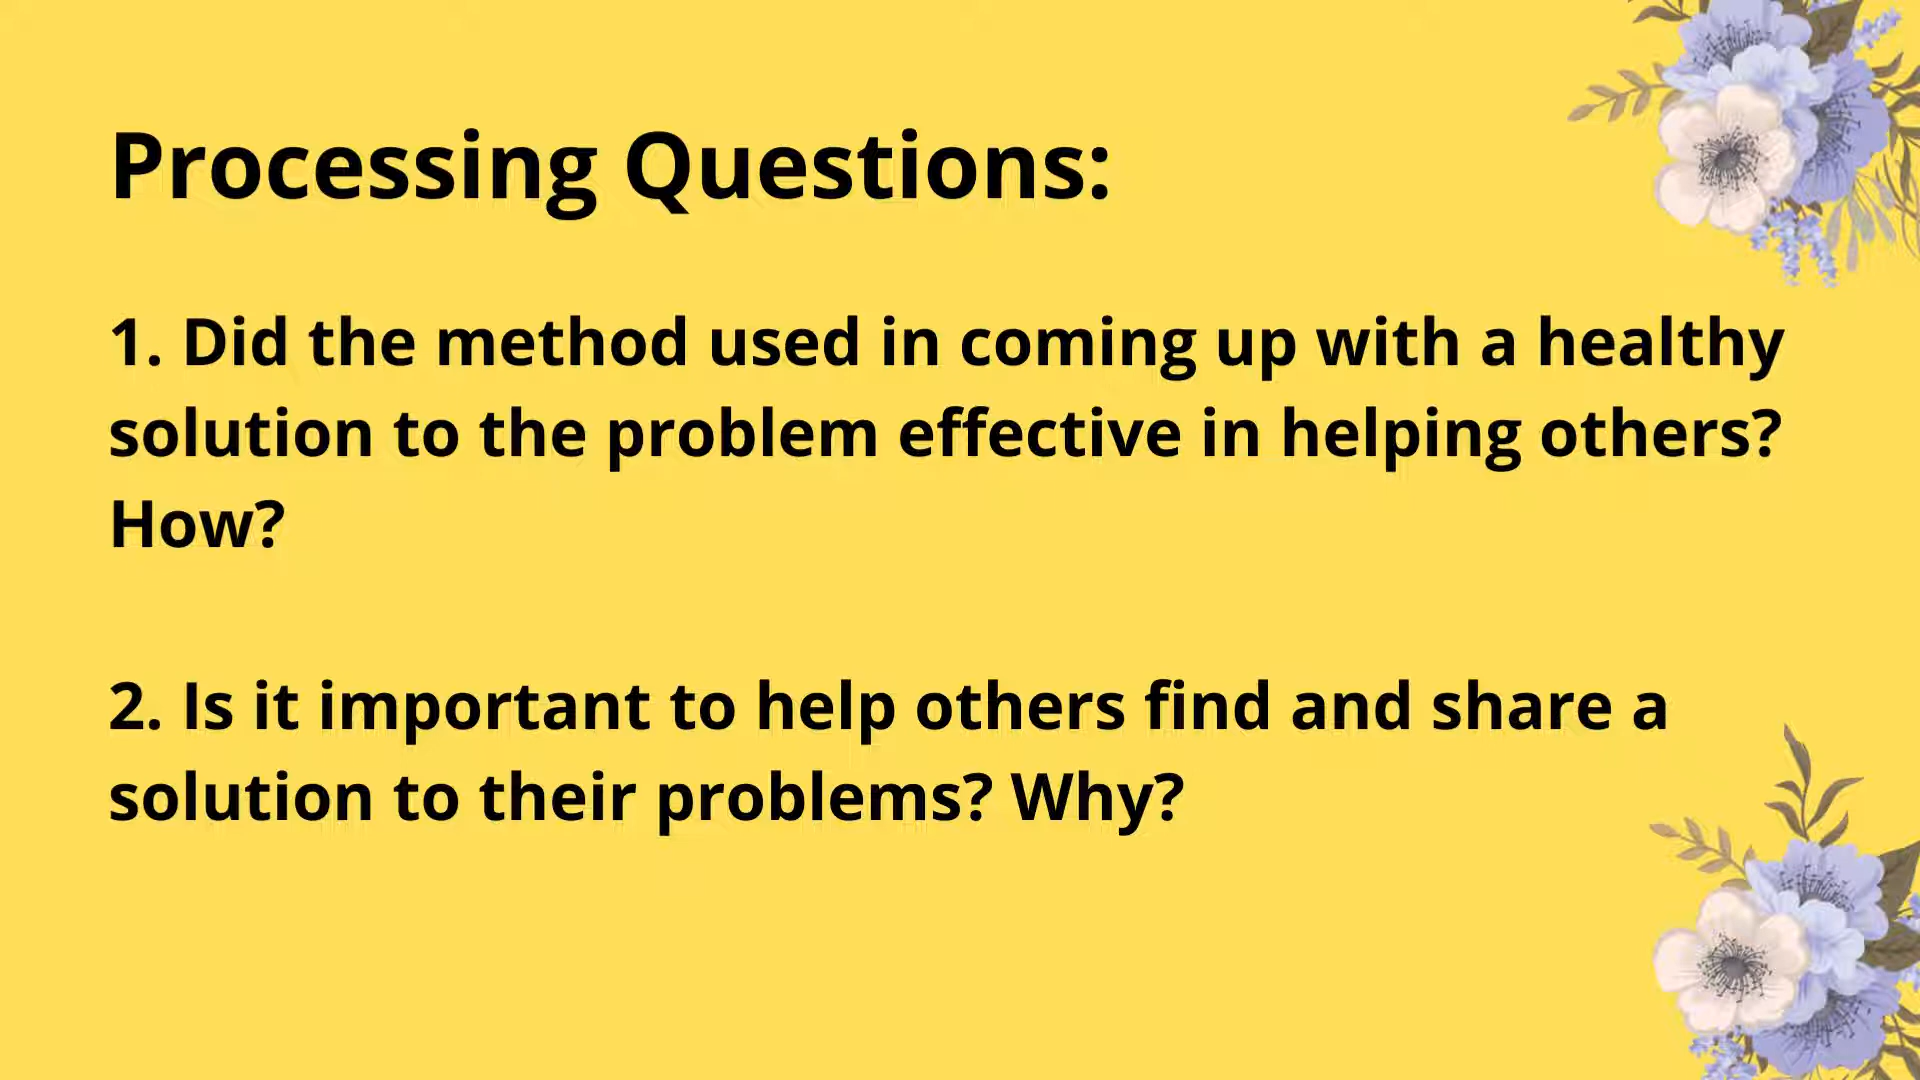 Processing Questions:
1. Did the method used in coming up with a healthy
solution to the problem effective in helping others?
How?
2. Is it important to help others find and share a
solution to their problems? Why?